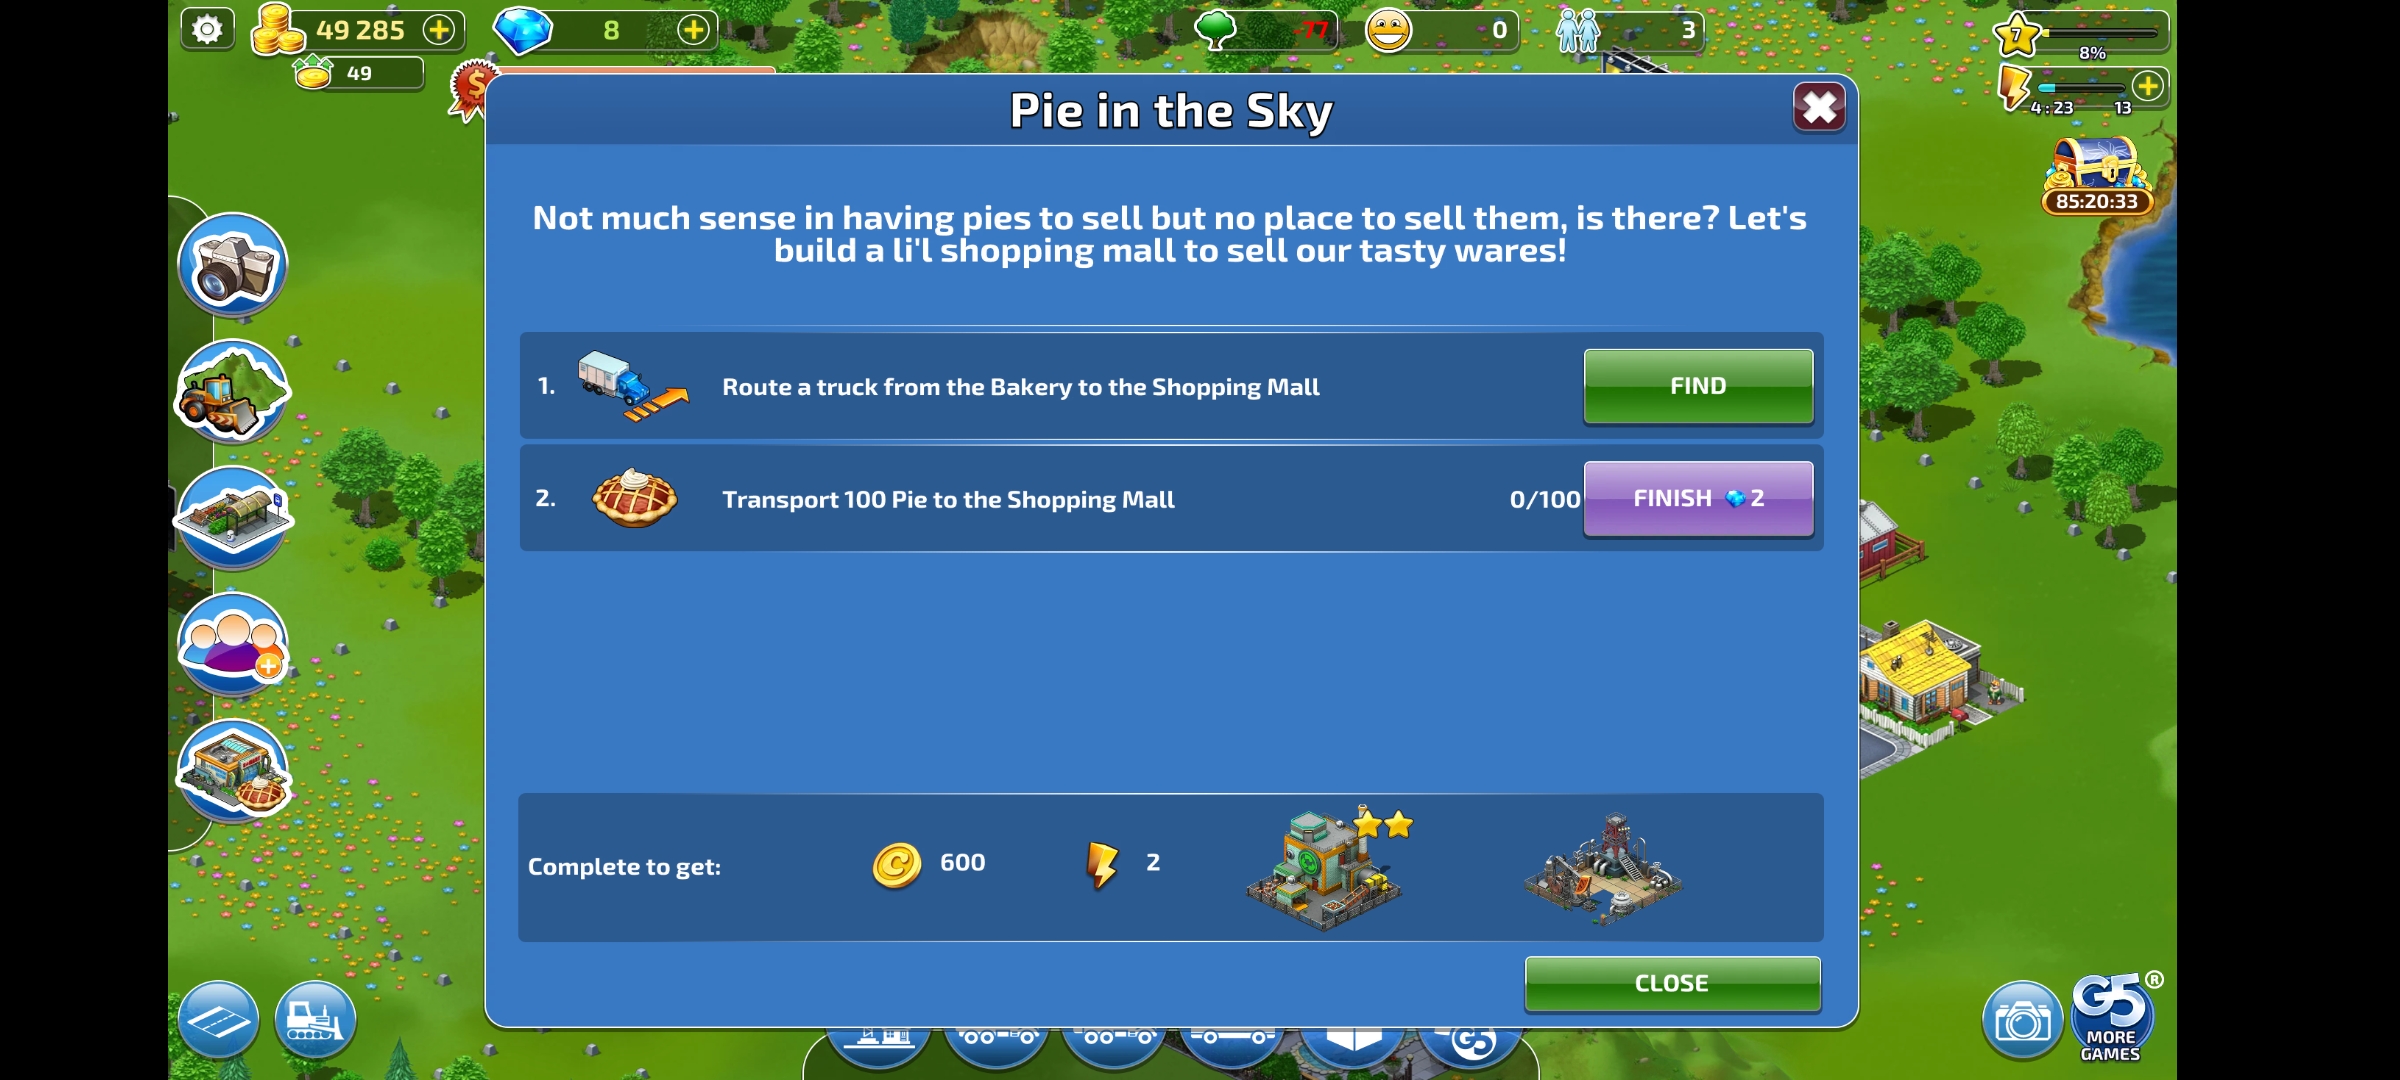 49 285
8
-77
0
3
7
8%
49
$
4:23
13
85:20:33
Pie in the Sky
Not much sense in having pies to sell but no place to sell them, is there? Let's
build a li'l shopping mall to sell our tasty wares!
1.
Route a truck from the Bakery to the Shopping Mall
FIND
2.
Transport 100 Pie to the Shopping Mall
0/100
FINISH 2
Complete to get:
C
600
2
CLOSE
G5
G5®
MORE
GAMES